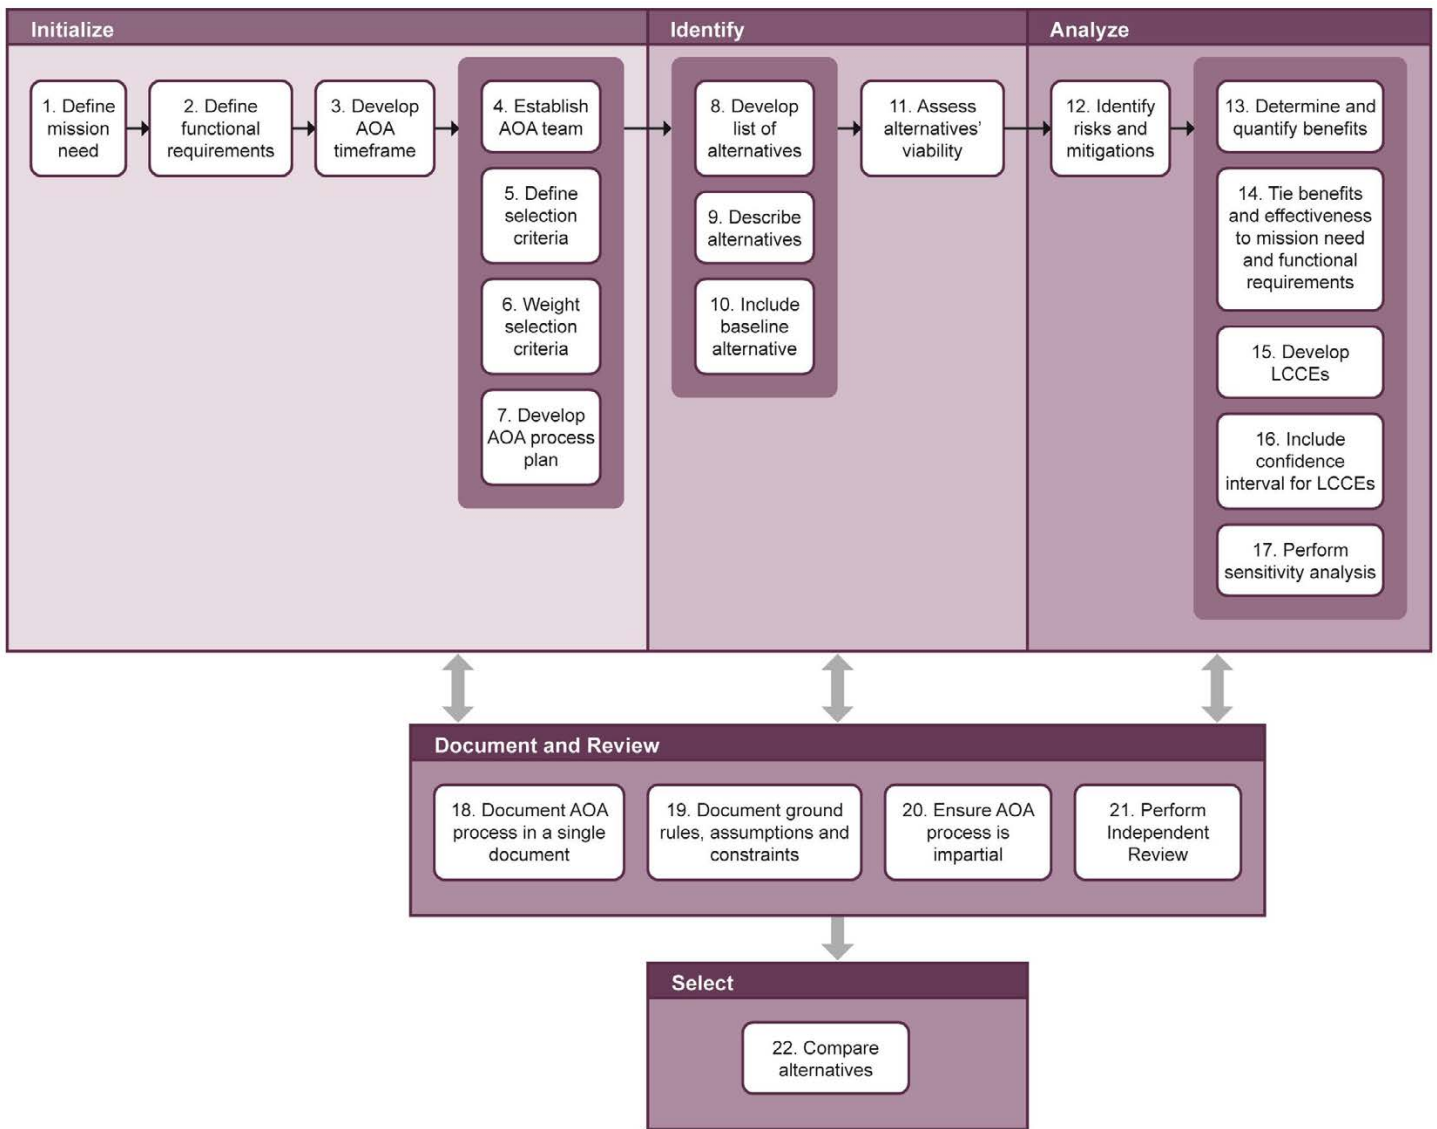 Initialize
1. Define
mission
need
2. Define
functional
requirements
3. Develop
AOA
timeframe
4. Establish
AOA team
5. Define
selection
criteria
6. Weight
selection
criteria
7. Develop
AOA process
plan
Identify
8. Develop
list of
alternatives
9. Describe
alternatives
10. Include
baseline
alternative
11. Assess
alternatives’
viability
Analyze
12. Identify
risks and
mitigations
13. Determine and
quantify benefits
14. Tie benefits
and effectiveness
to mission need
and functional
requirements
15. Develop
LCCEs
16. Include
confidence
interval for LCCEs
17. Perform
sensitivity analysis
Document and Review
18. Document AOA
process in a single
document
19. Document ground
rules, assumptions and
constraints
20. Ensure AOA
process is
impartial
21. Perform
Independent
Review
Select
22. Compare
alternatives